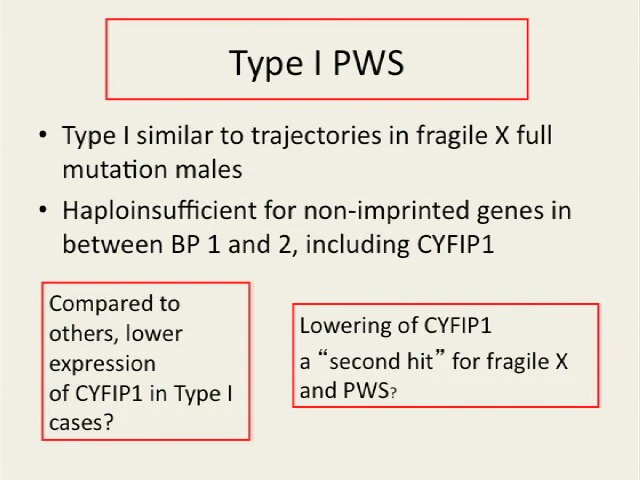 Type I PWS
• Type I similar to trajectories in fragile X full
mutation males
• Haploinsufficient for non-imprinted genes in
between BP 1 and 2, including CYFIP1
Compared to
others, lower
expression
of CYFIP1 in Type I
cases?
Lowering of CYFIP1
a “second hit” for fragile X
and PWS?